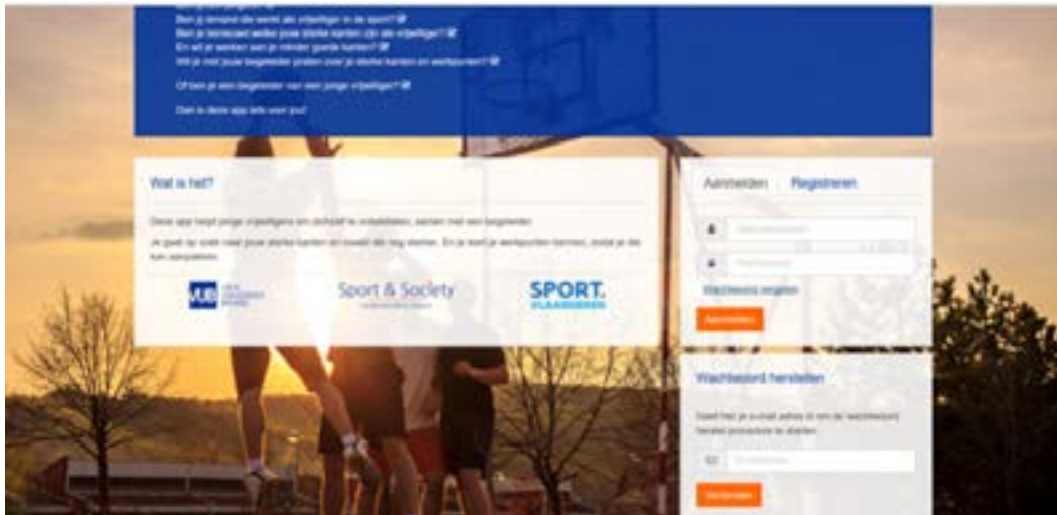 Ben jij iemand die werkt als vrijwilliger in de sport?
Ben je benieuwd welke jouw sterke kanten zijn als vrijwilliger?
En wil je werken aan je minder goede kanten?
Wil je met jouw begeleider praten over je sterke kanten en werkpunten?
Of ben je een begeleider van een jonge vrijwilliger?
Dan is deze app iets voor jou!
Wat is het?
Deze app helpt jonge vrijwilligers om zichzelf te ontwikkelen, samen met een begeleider.
Je gaat op zoek naar jouw sterke kanten en maakt die nog sterker. En je leert je werkpunten kennen, zodat je die
kan aanpakken.
VUB
Sport & Society
SPORT.
VLAANDEREN
Aanmelden Registreren
Wachtwoord vergeten
Aanmelden
Wachtwoord herstellen
Geef hier je e-mail adres in om de wachtwoord
herstel procedure te starten.
Verzenden